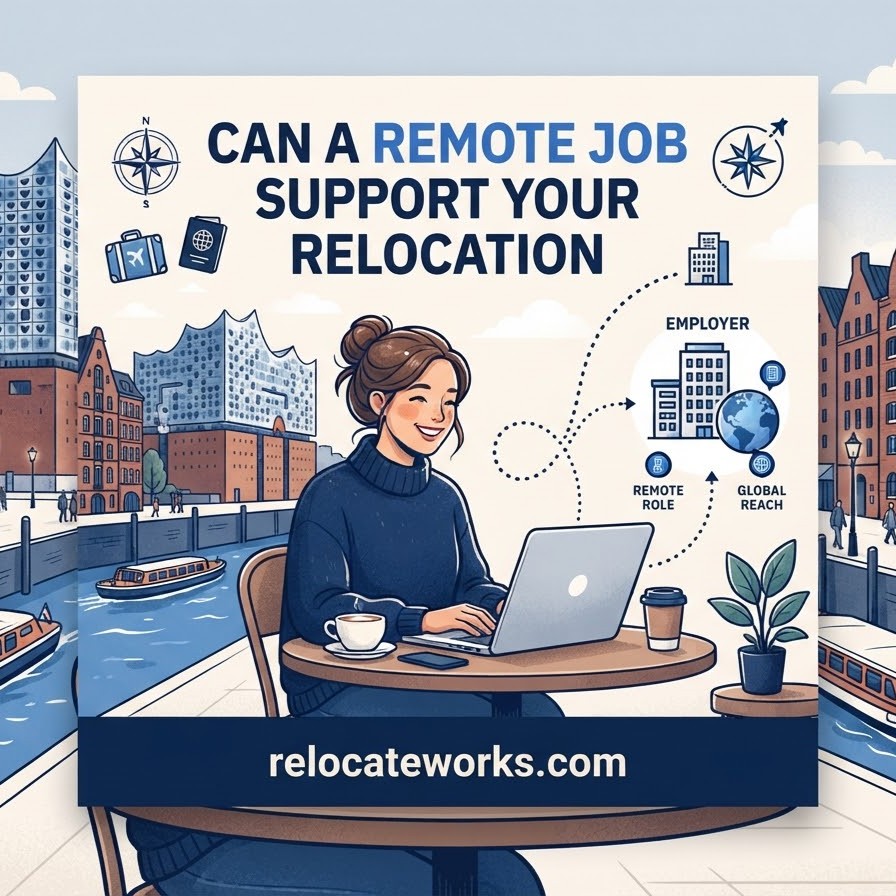 N
S
CAN A REMOTE JOB
SUPPORT YOUR
RELOCATION
EMPLOYER
REMOTE
ROLE
GLOBAL
REACH
relocateworks.com